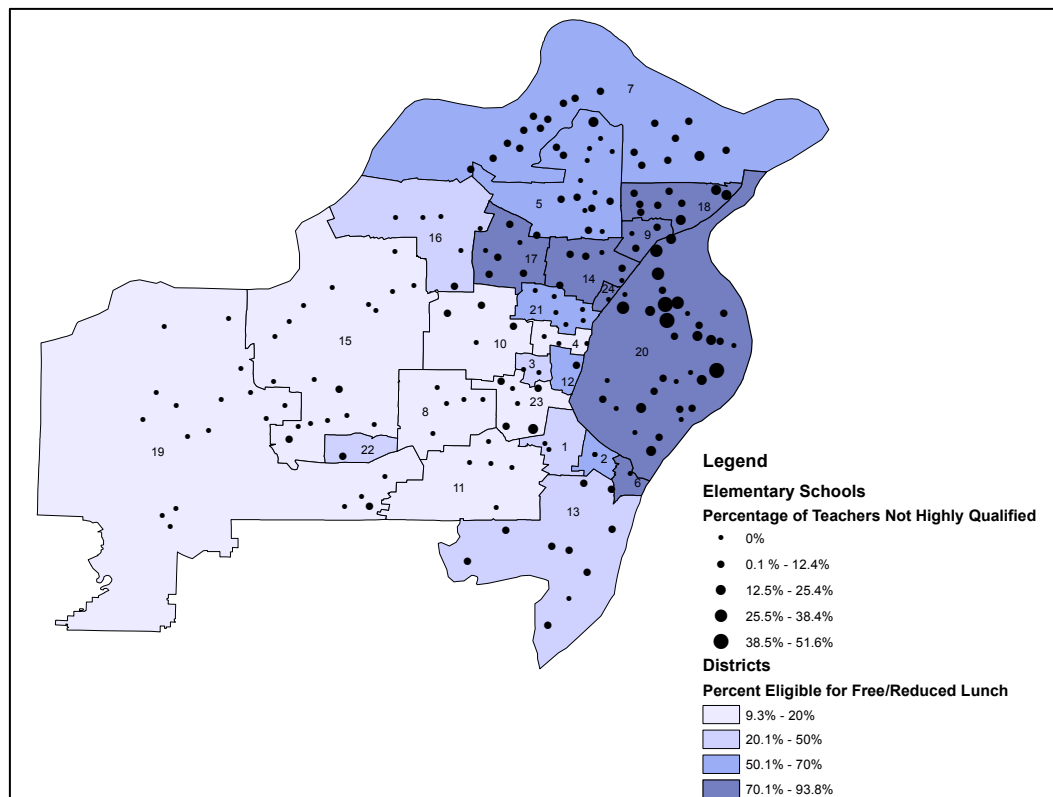 7
5
18
16
9
17
14
24
21
15
10
4
20
3
12
8
23
19
22
1
2
11
6
13
Legend
Elementary Schools
Percentage of Teachers Not Highly Qualified
0%
0.1 % - 12.4%
12.5% - 25.4%
25.5% - 38.4%
38.5% - 51.6%
Districts
Percent Eligible for Free/Reduced Lunch
9.3% - 20%
20.1% - 50%
50.1% - 70%
70.1% - 93.8%